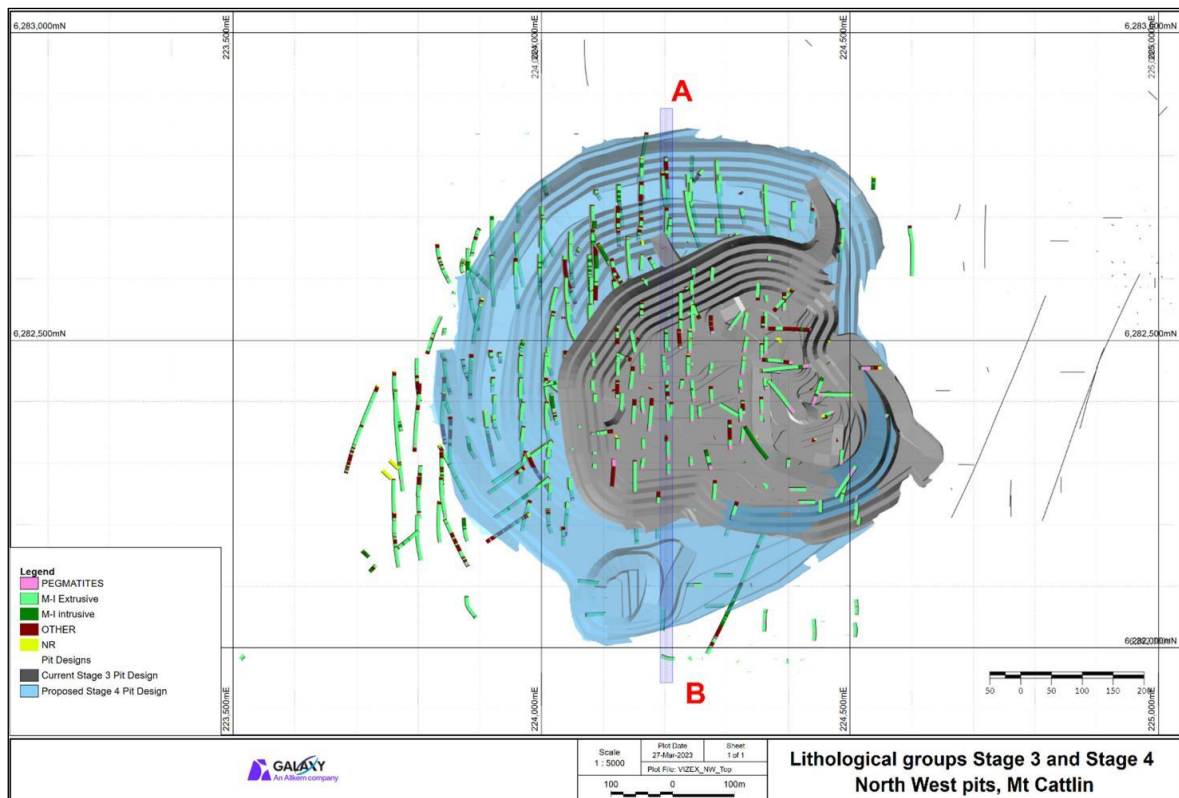 6,283,000mN
223,500mE
224,000mE
224,500mE
225,000mE
A
6,282,500mN
6,282,500mN
Legend
PEGMATITES
M-I Extrusive
M-I intrusive
OTHER
NR
Pit Designs
Current Stage 3 Pit Design
Proposed Stage 4 Pit Design
6,282,000mN
B
50 0 50 100 150 200
223,500mE
224,000mE
224,500mE
225,000mE
GALAXY
An Allkem company
Scale
1 : 5000
Plot Date
27-Mar-2023
Sheet
1 of 1
Plot File: VIZEX_NW_Top
100 0 100m
Lithological groups Stage 3 and Stage 4
North West pits, Mt Cattlin